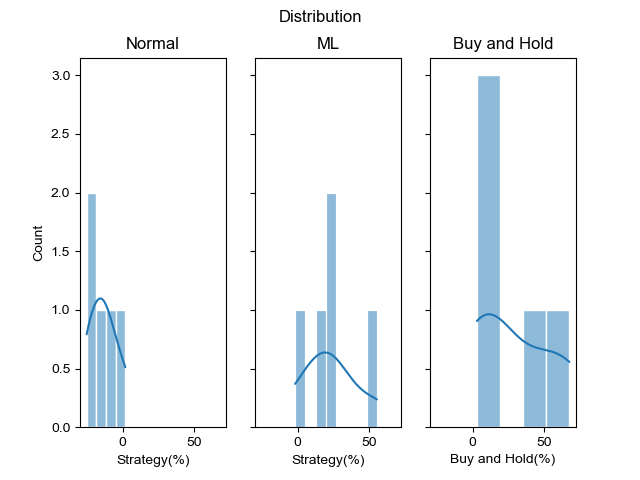 Distribution
Normal
ML
Buy and Hold
3.0
2.5
2.0
1.5
1.0
0.5
0.0
Count
0 50
0 50
0 50
Strategy(%)
Strategy(%)
Buy and Hold(%)